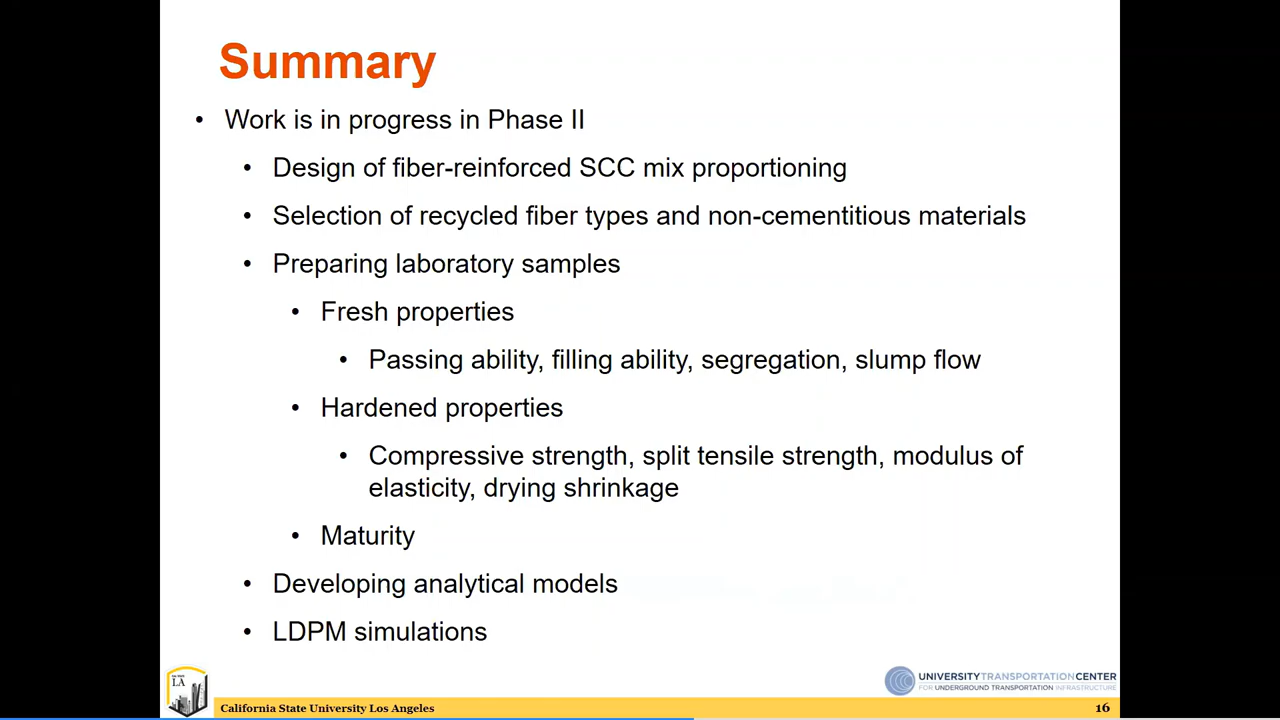 Summary
• Work is in progress in Phase II
• Design of fiber-reinforced SCC mix proportioning
• Selection of recycled fiber types and non-cementitious materials
• Preparing laboratory samples
• Fresh properties
• Passing ability, filling ability, segregation, slump flow
• Hardened properties
• Compressive strength, split tensile strength, modulus of
elasticity, drying shrinkage
• Maturity
• Developing analytical models
• LDPM simulations
LA
UNIVERSITYTRANSPORTATIONCENTER
FOR UNDERGROUND TRANSPORTATION INFRASTRUCTURE
California State University Los Angeles
16